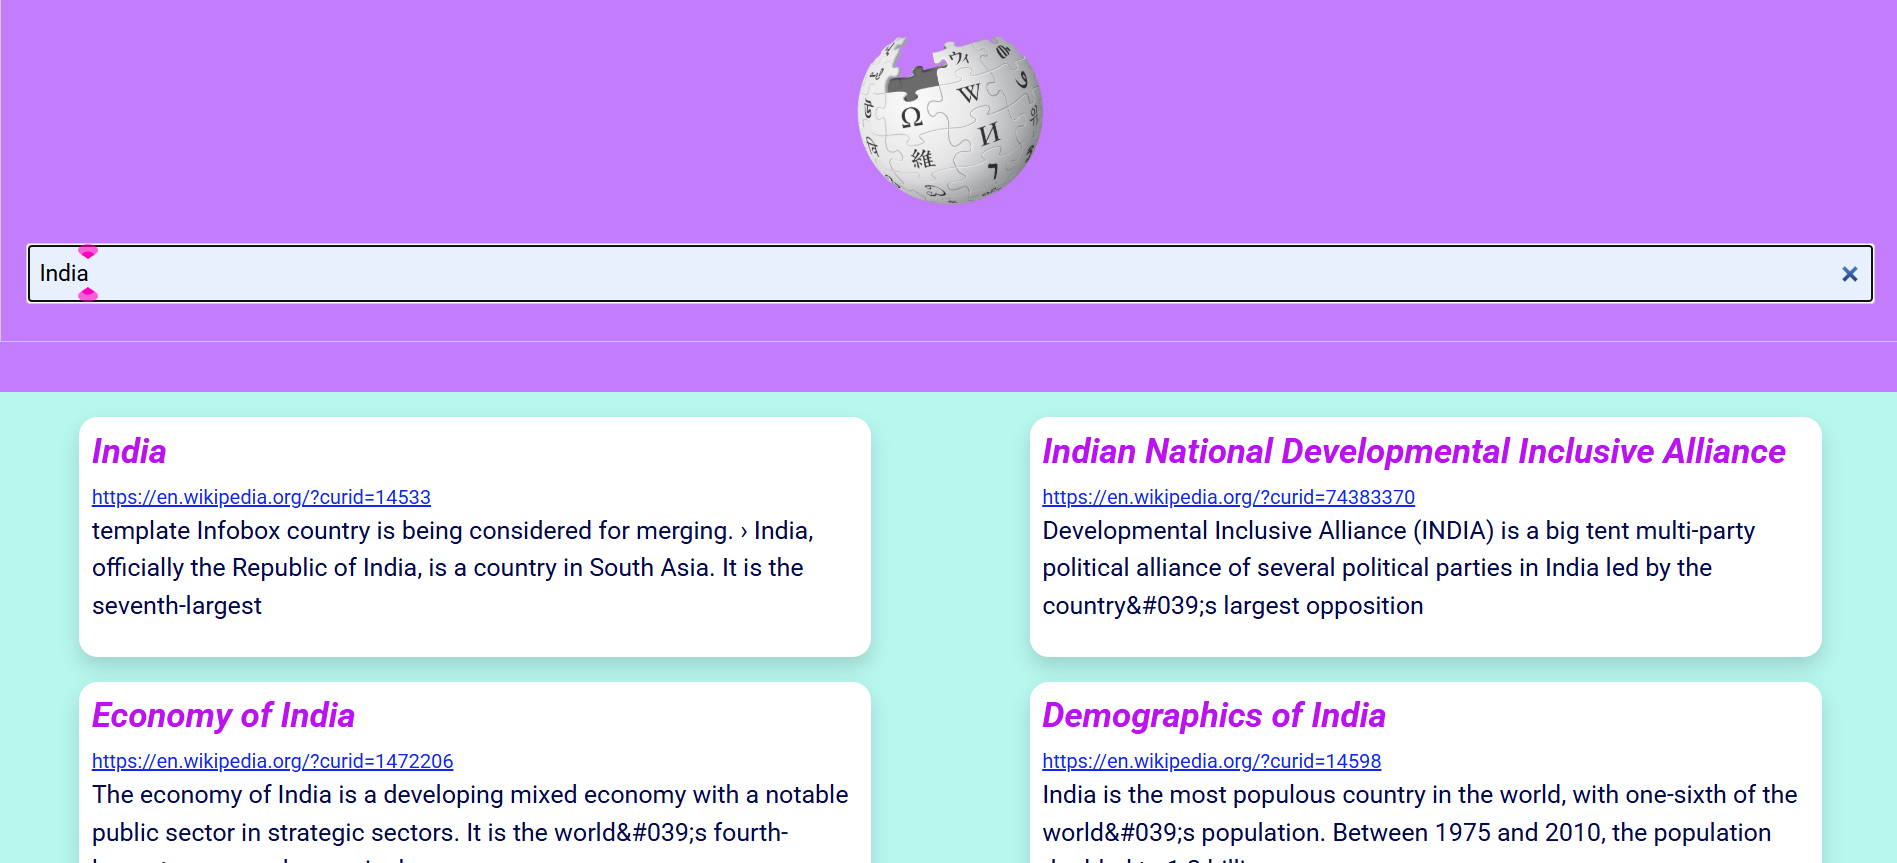 Ω W И 維 ウィ
India
India
https://en.wikipedia.org/?curid=14533
template Infobox country is being considered for merging. › India,
officially the Republic of India, is a country in South Asia. It is the
seventh-largest
Indian National Developmental Inclusive Alliance
https://en.wikipedia.org/?curid=74383370
Developmental Inclusive Alliance (INDIA) is a big tent multi-party
political alliance of several political parties in India led by the
country&#039;s largest opposition
Economy of India
https://en.wikipedia.org/?curid=1472206
The economy of India is a developing mixed economy with a notable
public sector in strategic sectors. It is the world&#039;s fourth-
Demographics of India
https://en.wikipedia.org/?curid=14598
India is the most populous country in the world, with one-sixth of the
world&#039;s population. Between 1975 and 2010, the population